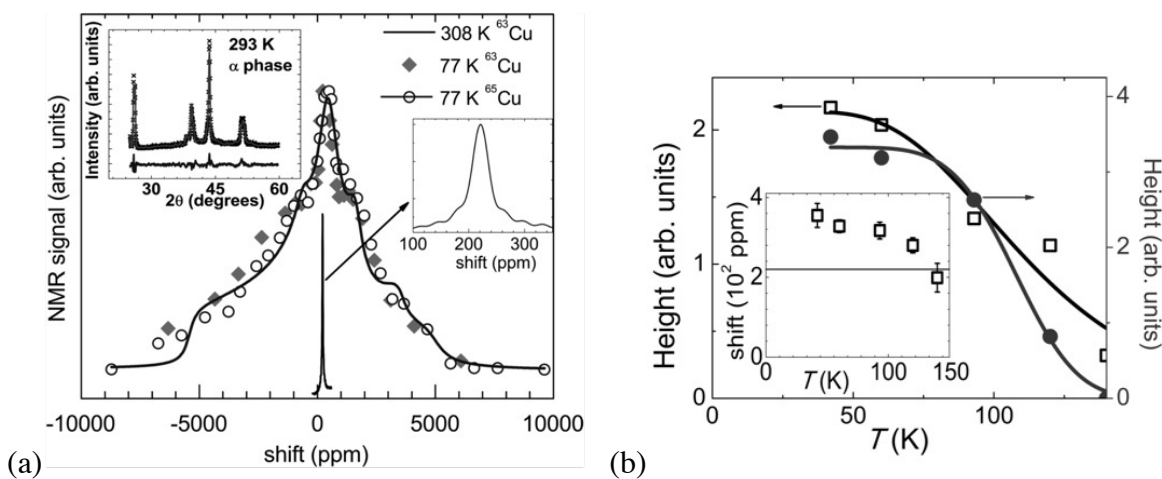 293 K
α phase
Intensity (arb. units)
30
45
60
2θ (degrees)
308 K ⁶³Cu
77 K ⁶³Cu
77 K ⁶⁵Cu
100
200
300
shift (ppm)
NMR signal (arb. units)
-10000
-5000
0
5000
10000
shift (ppm)
(a)
2
1
0
Height (arb. units)
4
2
0
shift (10² ppm)
0
100
150
T (K)
4
2
0
Height (arb. units)
0
50
100
T (K)
(b)